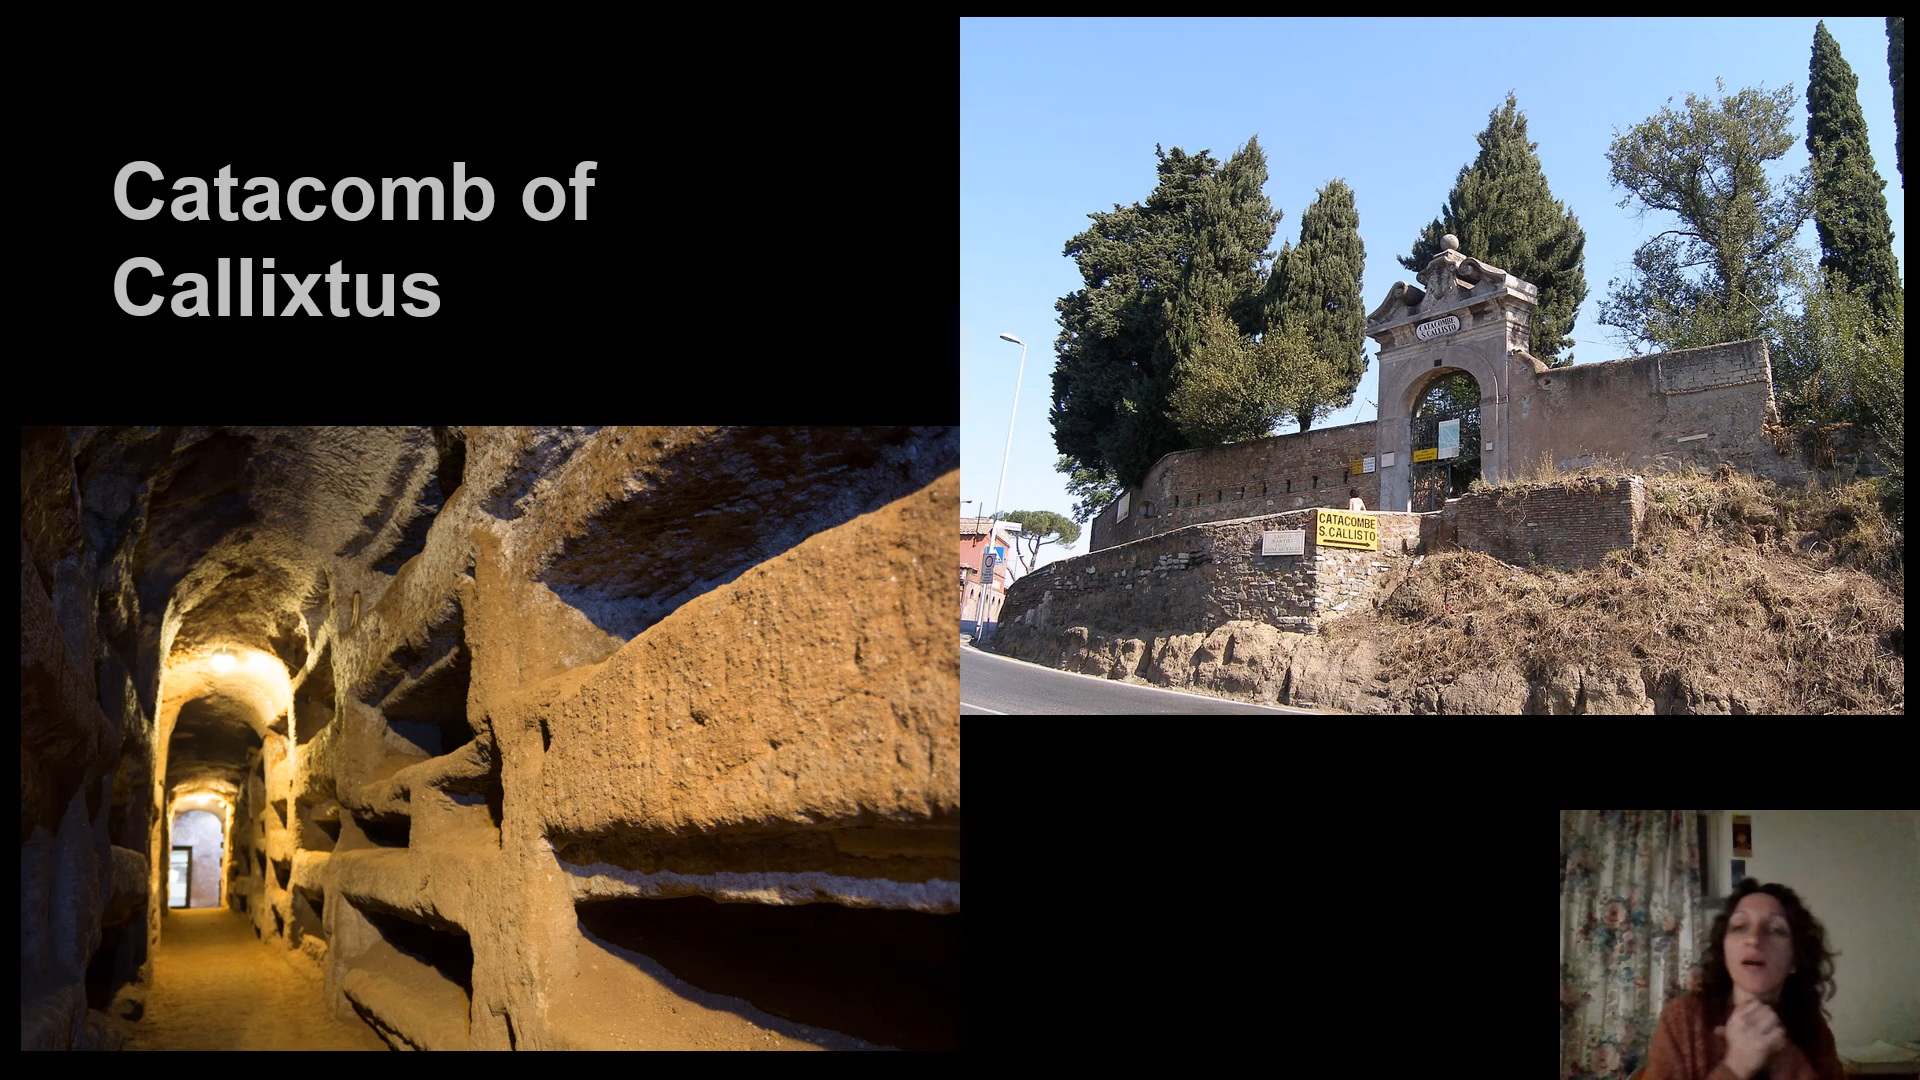 Catacomb of
Callixtus
CATACOMBE
S.CALLISTO
CATACOMBE
S.CALLISTO